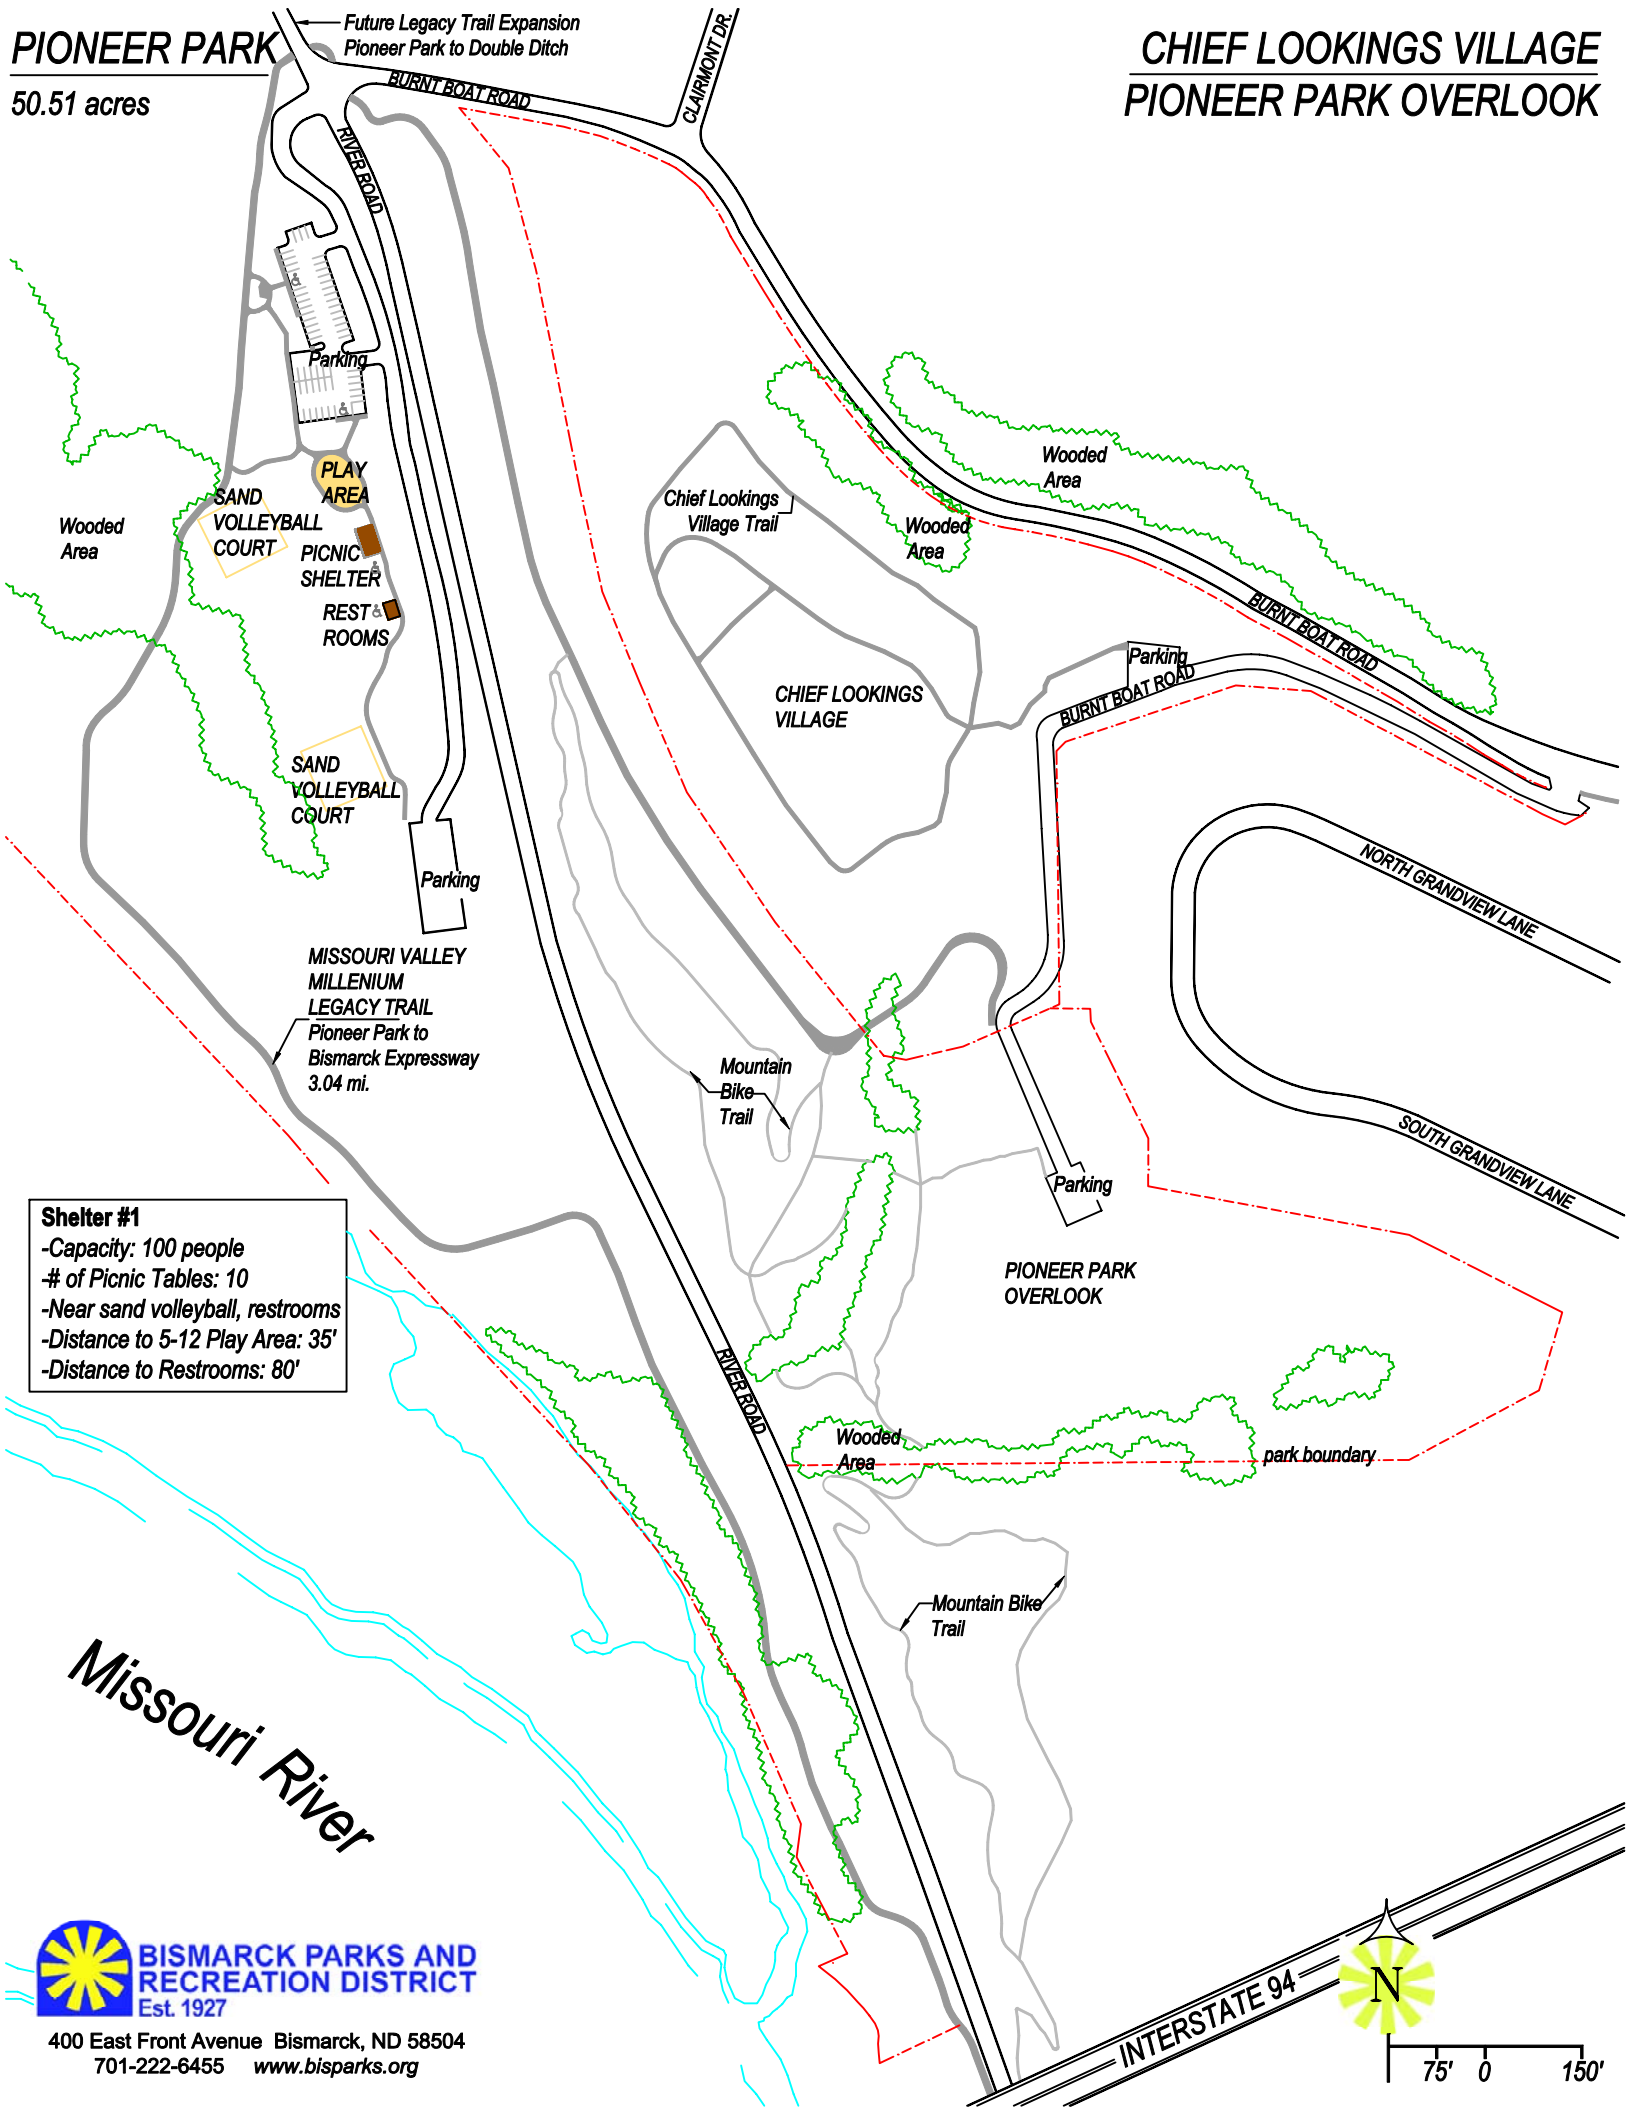 Future Legacy Trail Expansion
Pioneer Park to Double Ditch
PIONEER PARK
50.51 acres
CHIEF LOOKINGS VILLAGE
PIONEER PARK OVERLOOK
CLAIRMONT DR.
BURNT BOAT ROAD
RIVER ROAD
Parking
PLAY
AREA
SAND
VOLLEYBALL
COURT
Wooded
Area
PICNIC
SHELTER
REST
ROOMS
Chief Lookings
Village Trail
Wooded
Area
Wooded
Area
BURNT BOAT ROAD
Parking
BURNT BOAT ROAD
CHIEF LOOKINGS
VILLAGE
SAND
VOLLEYBALL
COURT
Parking
NORTH GRANDVIEW LANE
MISSOURI VALLEY
MILLENIUM
LEGACY TRAIL
Pioneer Park to
Bismarck Expressway
3.04 mi.
Mountain
Bike
Trail
SOUTH GRANDVIEW LANE
Parking
Shelter #1
-Capacity: 100 people
-# of Picnic Tables: 10
-Near sand volleyball, restrooms
-Distance to 5-12 Play Area: 35'
-Distance to Restrooms: 80'
PIONEER PARK
OVERLOOK
RIVER ROAD
Wooded
Area
park boundary
Mountain Bike
Trail
Missouri River
INTERSTATE 94
N
75' 0 150'
BISMARCK PARKS AND
RECREATION DISTRICT
Est. 1927
400 East Front Avenue Bismarck, ND 58504
701-222-6455 www.bisparks.org